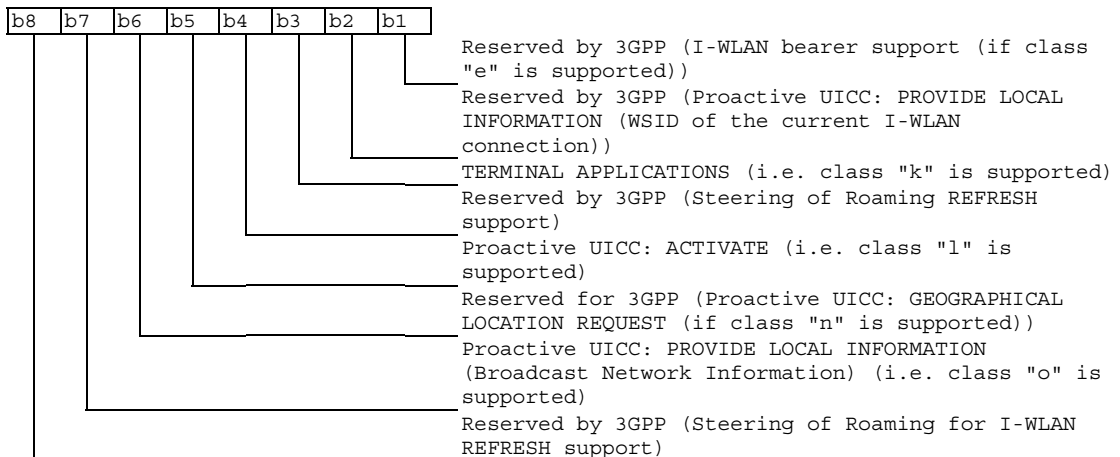 b8 b7 b6 b5 b4 b3 b2 b1
Reserved by 3GPP (I-WLAN bearer support (if class
"e" is supported))
Reserved by 3GPP (Proactive UICC: PROVIDE LOCAL
INFORMATION (WSID of the current I-WLAN
connection))
TERMINAL APPLICATIONS (i.e. class "k" is supported)
Reserved by 3GPP (Steering of Roaming REFRESH
support)
Proactive UICC: ACTIVATE (i.e. class "l" is
supported)
Reserved for 3GPP (Proactive UICC: GEOGRAPHICAL
LOCATION REQUEST (if class "n" is supported))
Proactive UICC: PROVIDE LOCAL INFORMATION
(Broadcast Network Information) (i.e. class "o" is
supported)
Reserved by 3GPP (Steering of Roaming for I-WLAN
REFRESH support)